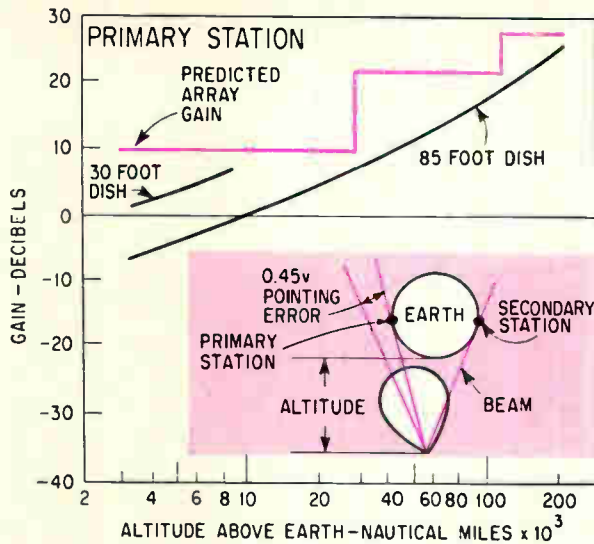 PRIMARY STATION
30
20
10
0
-10
-20
-30
-40
GAIN-DECIBELS
PREDICTED
ARRAY
GAIN
30 FOOT
DISH
85 FOOT DISH
0.45v
POINTING
ERROR
EARTH
PRIMARY
STATION
SECONDARY
STATION
ALTITUDE
BEAM
2 4 6 8 10 20 40 60 80 100 200
ALTITUDE ABOVE EARTH-NAUTICAL MILES x 10³